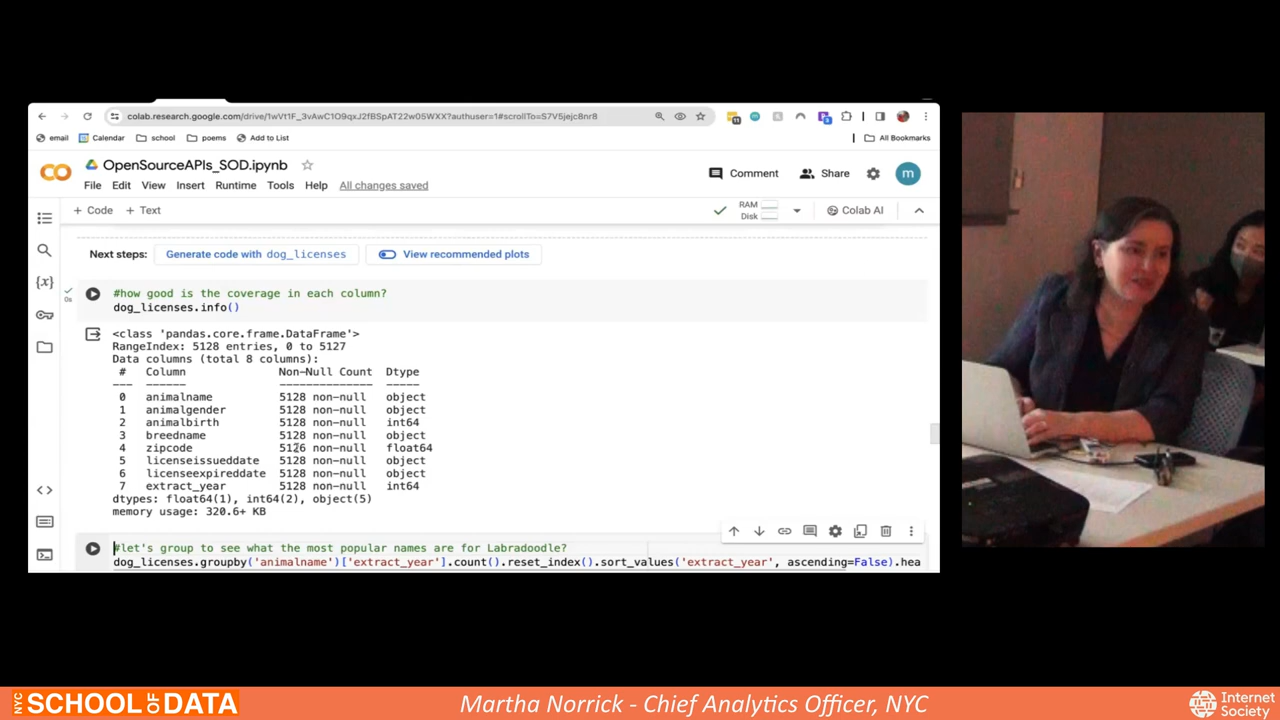 colab.research.google.com/drive/1wVt1F_3vAwC1O9qxJ2fBSpAT22w05WXX?authuser=1#scrollTo=S7V5jejc8nr8
email Calendar school poems Add to List All Bookmarks
OpenSourceAPIs_SOD.ipynb
File Edit View Insert Runtime Tools Help All changes saved
Comment Share m
+ Code + Text RAM Disk Colab AI
Next steps: Generate code with dog_licenses View recommended plots
0s
#how good is the coverage in each column?
dog_licenses.info()
<class 'pandas.core.frame.DataFrame'>
RangeIndex: 5128 entries, 0 to 5127
Data columns (total 8 columns):
# Column Non-Null Count Dtype
--- ------ -------------- -----
0 animalname 5128 non-null object
1 animalgender 5128 non-null object
2 animalbirth 5128 non-null int64
3 breedname 5128 non-null object
4 zipcode 5126 non-null float64
5 licenseissueddate 5128 non-null object
6 licenseexpireddate 5128 non-null object
7 extract_year 5128 non-null int64
dtypes: float64(1), int64(2), object(5)
memory usage: 320.6+ KB
#let's group to see what the most popular names are for Labradoodle?
dog_licenses.groupby('animalname')['extract_year'].count().reset_index().sort_values('extract_year', ascending=False).hea
NYC SCHOOL OF DATA
Martha Norrick - Chief Analytics Officer, NYC
Internet Society